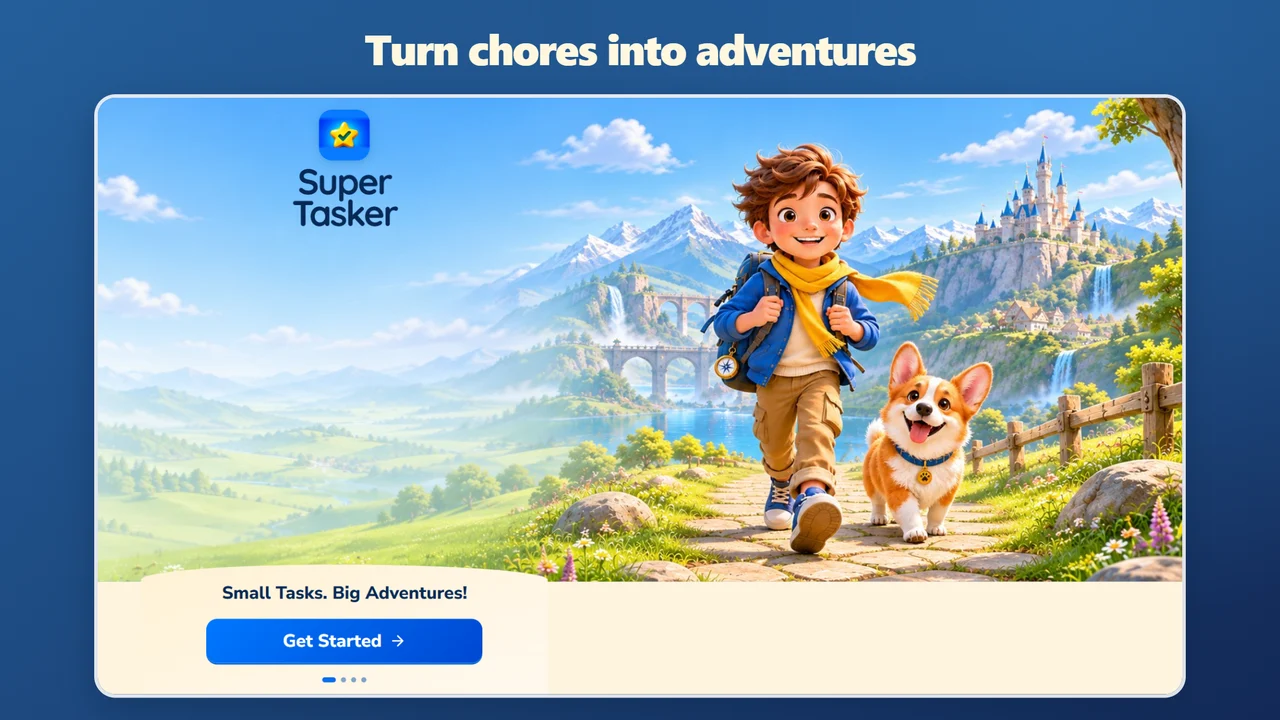 Turn chores into adventures
Super
Tasker
Small Tasks. Big Adventures!
Get Started →